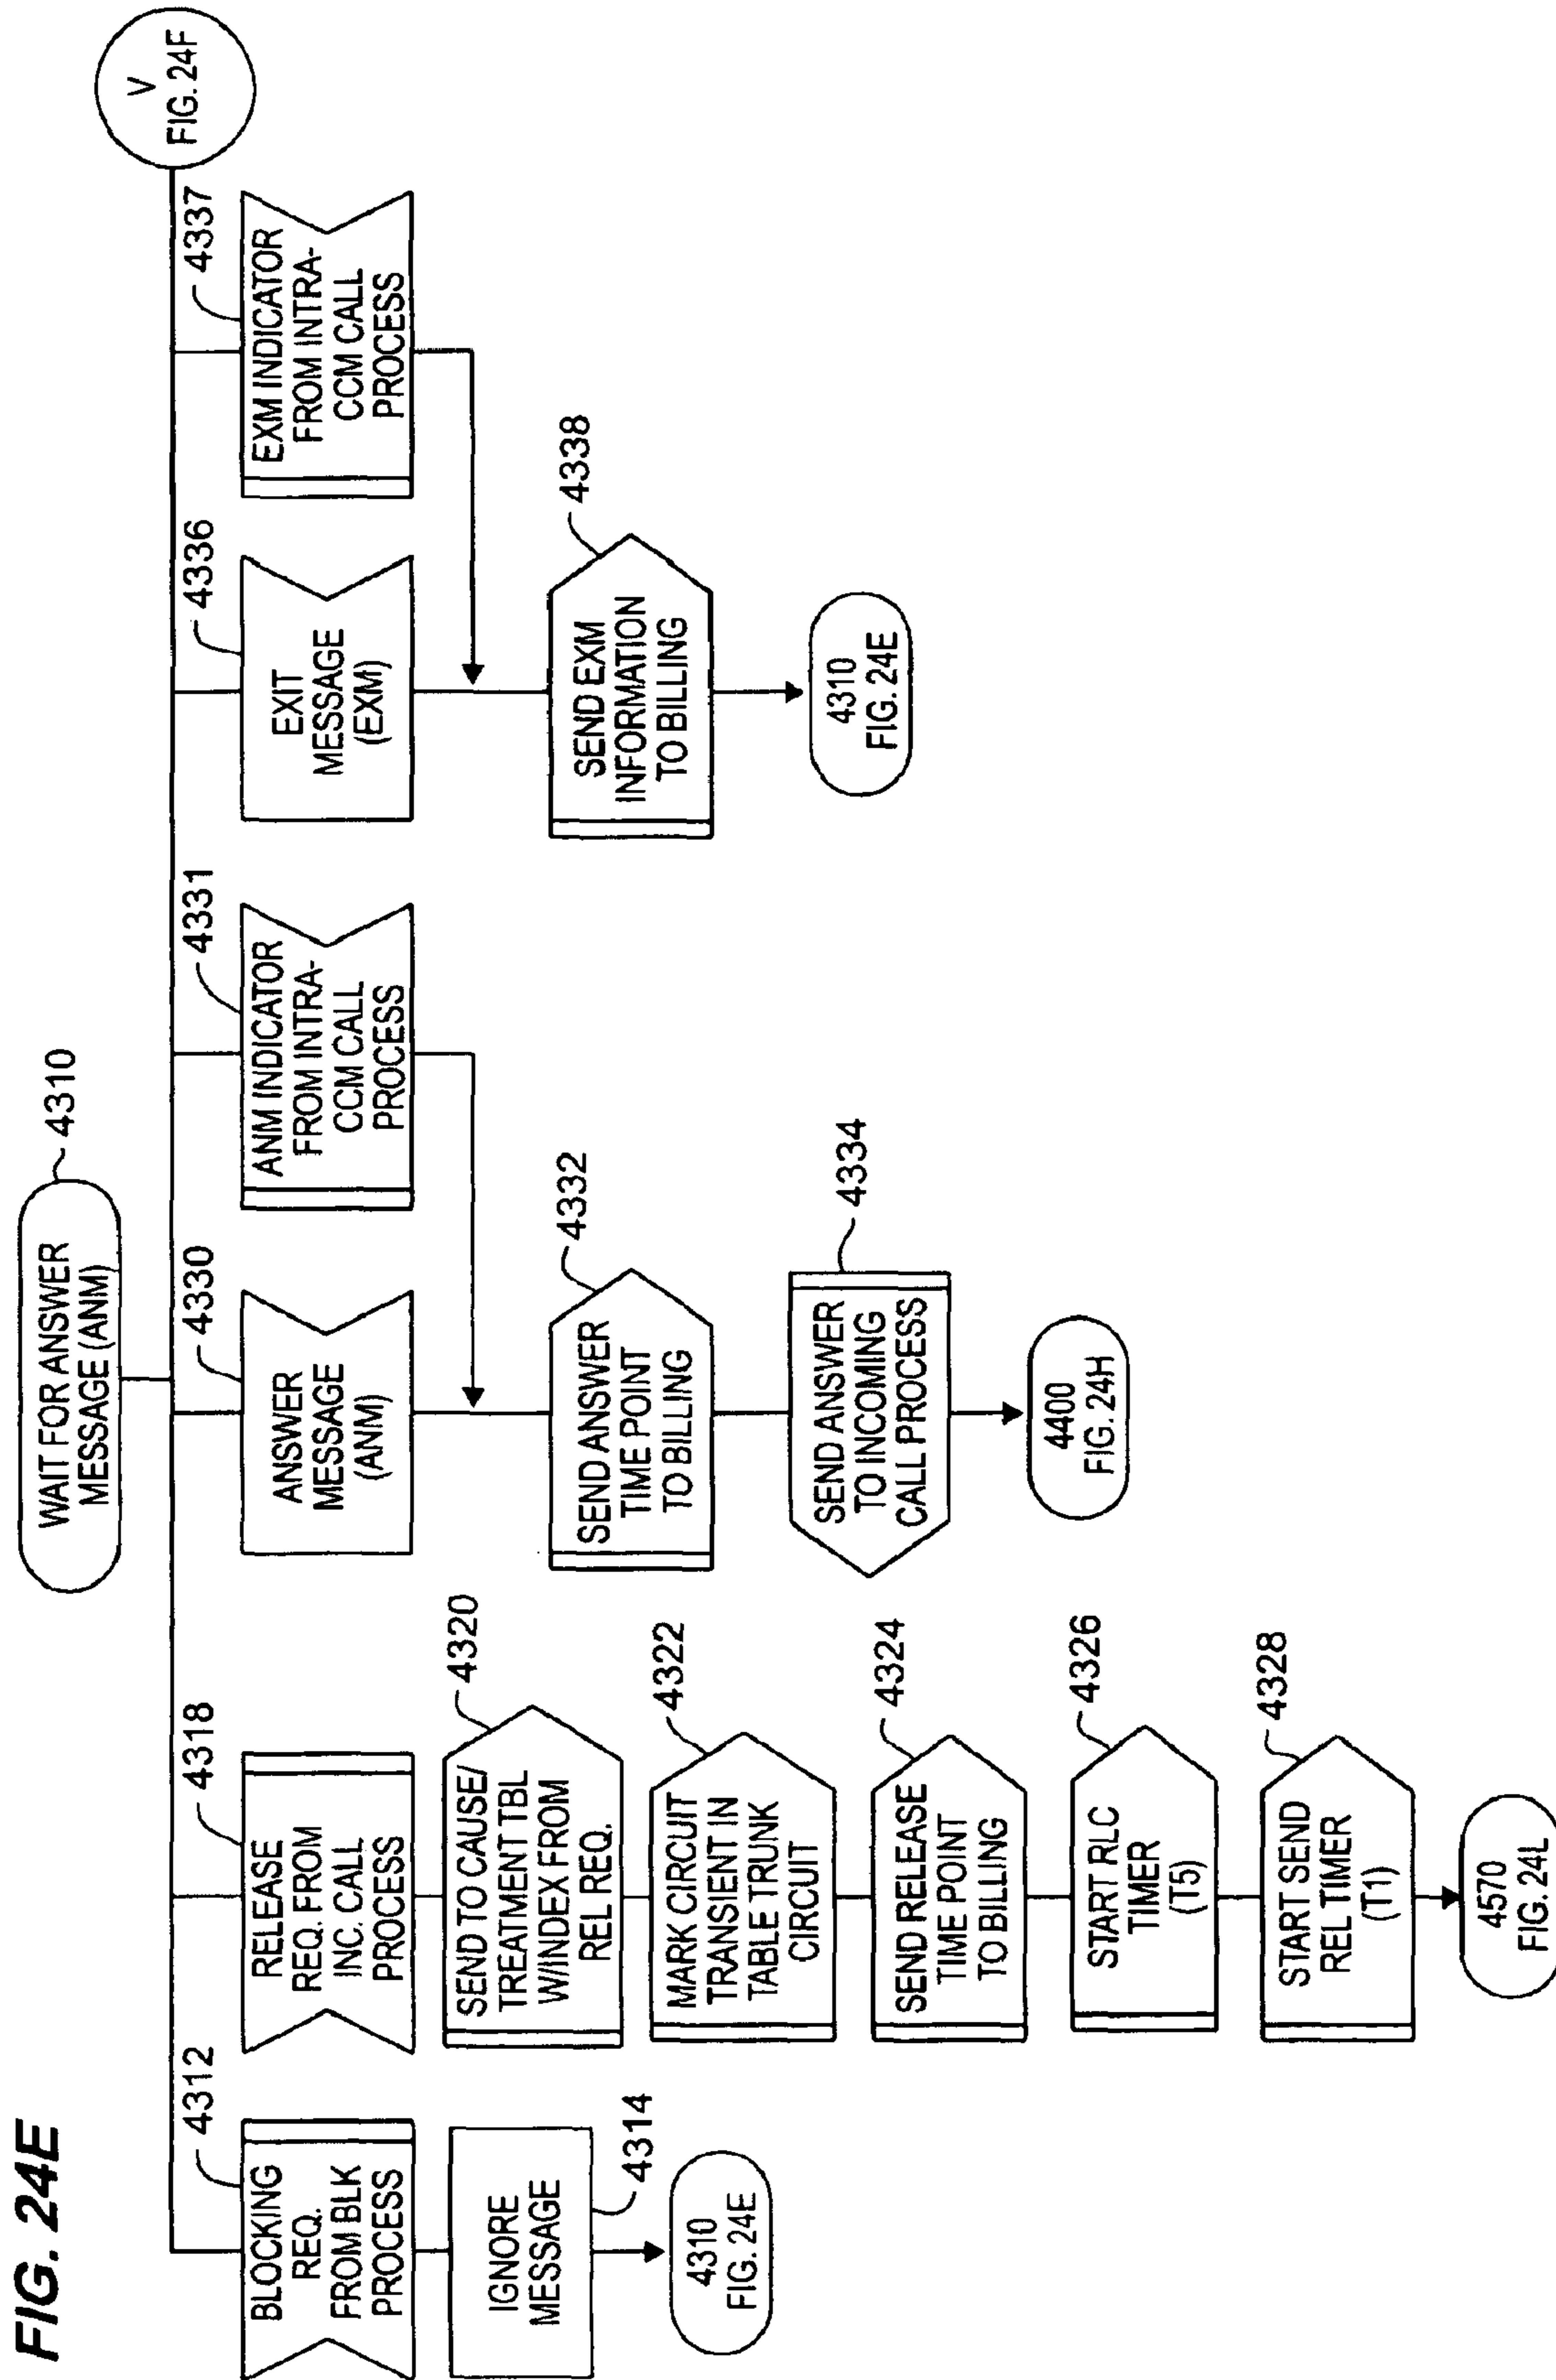 FIG. 24E
WAIT FOR ANSWER
MESSAGE (ANM)
4310
V
FIG. 24F
BLOCKING
REQ.
FROM BLK
PROCESS
4312
IGNORE
MESSAGE
4314
4310
FIG. 24E
RELEASE
REQ. FROM
INC. CALL
PROCESS
4318
SEND TO CAUSE/
TREATMENT TBL
W/INDEX FROM
REL REQ.
4320
MARK CIRCUIT
TRANSIENT IN
TABLE TRUNK
CIRCUIT
4322
SEND RELEASE
TIME POINT
TO BILLING
4324
START RLC
TIMER
(T5)
4326
START SEND
REL TIMER
(T1)
4328
4570
FIG. 24L
ANSWER
MESSAGE
(ANM)
4330
ANM INDICATOR
FROM INTRA-
CCM CALL
PROCESS
4331
SEND ANSWER
TIME POINT
TO BILLING
4332
SEND ANSWER
TO INCOMING
CALL PROCESS
4334
4400
FIG. 24H
EXIT
MESSAGE
(EXM)
4336
EXM INDICATOR
FROM INTRA-
CCM CALL
PROCESS
4337
SEND EXM
INFORMATION
TO BILLING
4338
4310
FIG. 24E